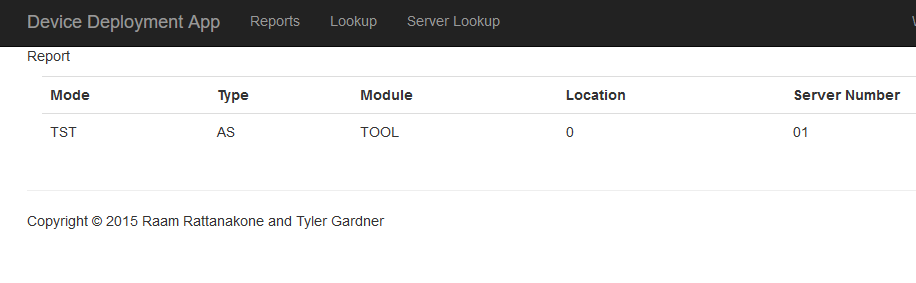 Device Deployment App Reports Lookup Server Lookup
Report
Mode Type Module Location Server Number
TST AS TOOL 0 01
Copyright © 2015 Raam Rattanakone and Tyler Gardner